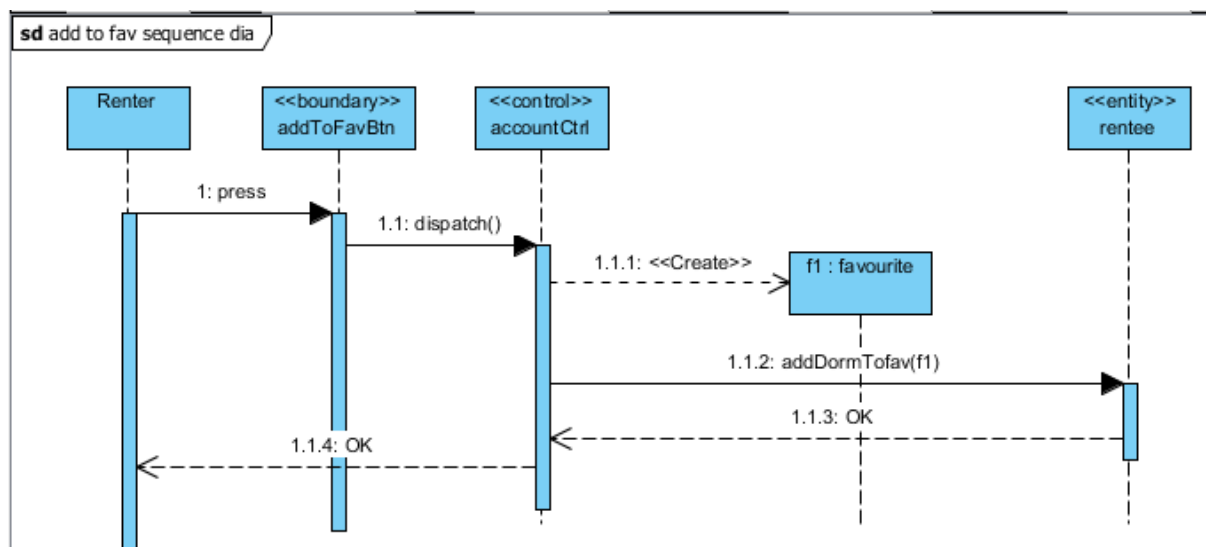 sd add to fav sequence dia
Renter
<<boundary>>
addToFavBtn
<<control>>
accountCtrl
<<entity>>
rentee
1: press
1.1: dispatch()
1.1.1: <<Create>>
f1 : favourite
1.1.2: addDormTofav(f1)
1.1.3: OK
1.1.4: OK